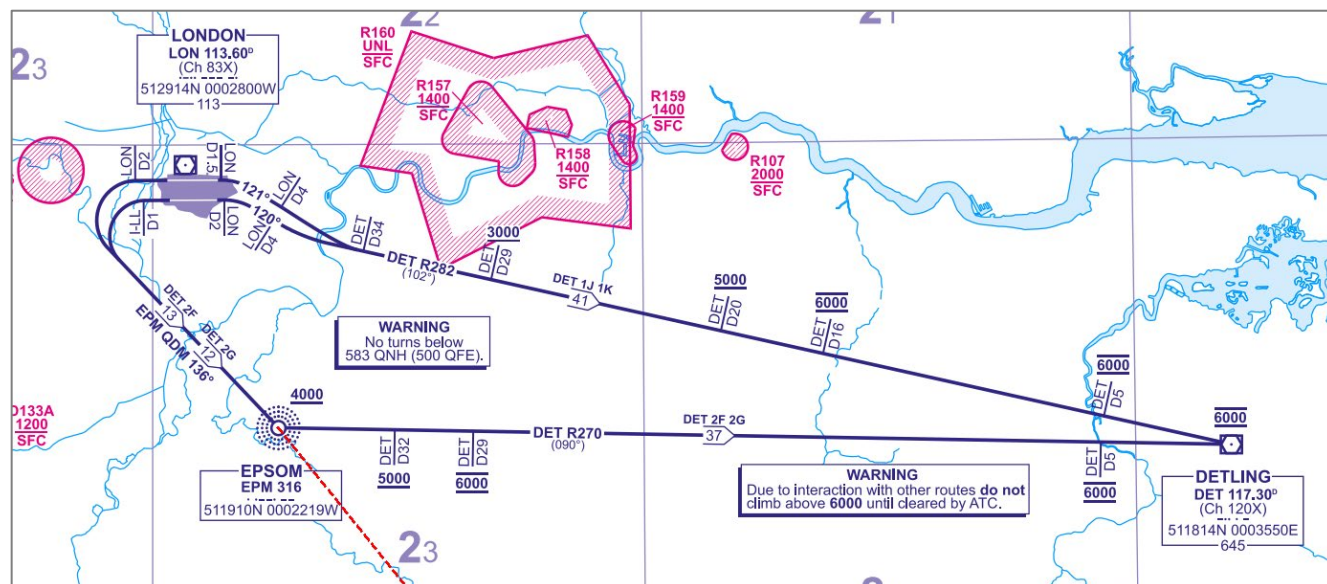 23
22
21
LONDON
LON 113.60ᴰ
(Ch 83X)
512914N 0002800W
113
R160
UNL
SFC
R157
1400
SFC
R158
1400
SFC
R159
1400
SFC
R107
2000
SFC
LON
D2
LON
D1.5
I-LL
D1
LON
D2
121°
LON
D4
120°
LON
D4
DET
D34
DET R282
(102°)
3000
DET
D29
DET 1J 1K
41
5000
DET
D20
6000
DET
D16
6000
DET
D5
6000
DET 2F
13
DET 2G
12
EPM QDM 136°
WARNING
No turns below
583 QNH (500 QFE).
D133A
1200
SFC
4000
DET
D32
5000
DET
D29
6000
DET R270
(090°)
DET 2F 2G
37
DET
D5
6000
EPSOM
EPM 316
511910N 0002219W
WARNING
Due to interaction with other routes do not
climb above 6000 until cleared by ATC.
DETLING
DET 117.30ᴰ
(Ch 120X)
511814N 0003550E
645
23